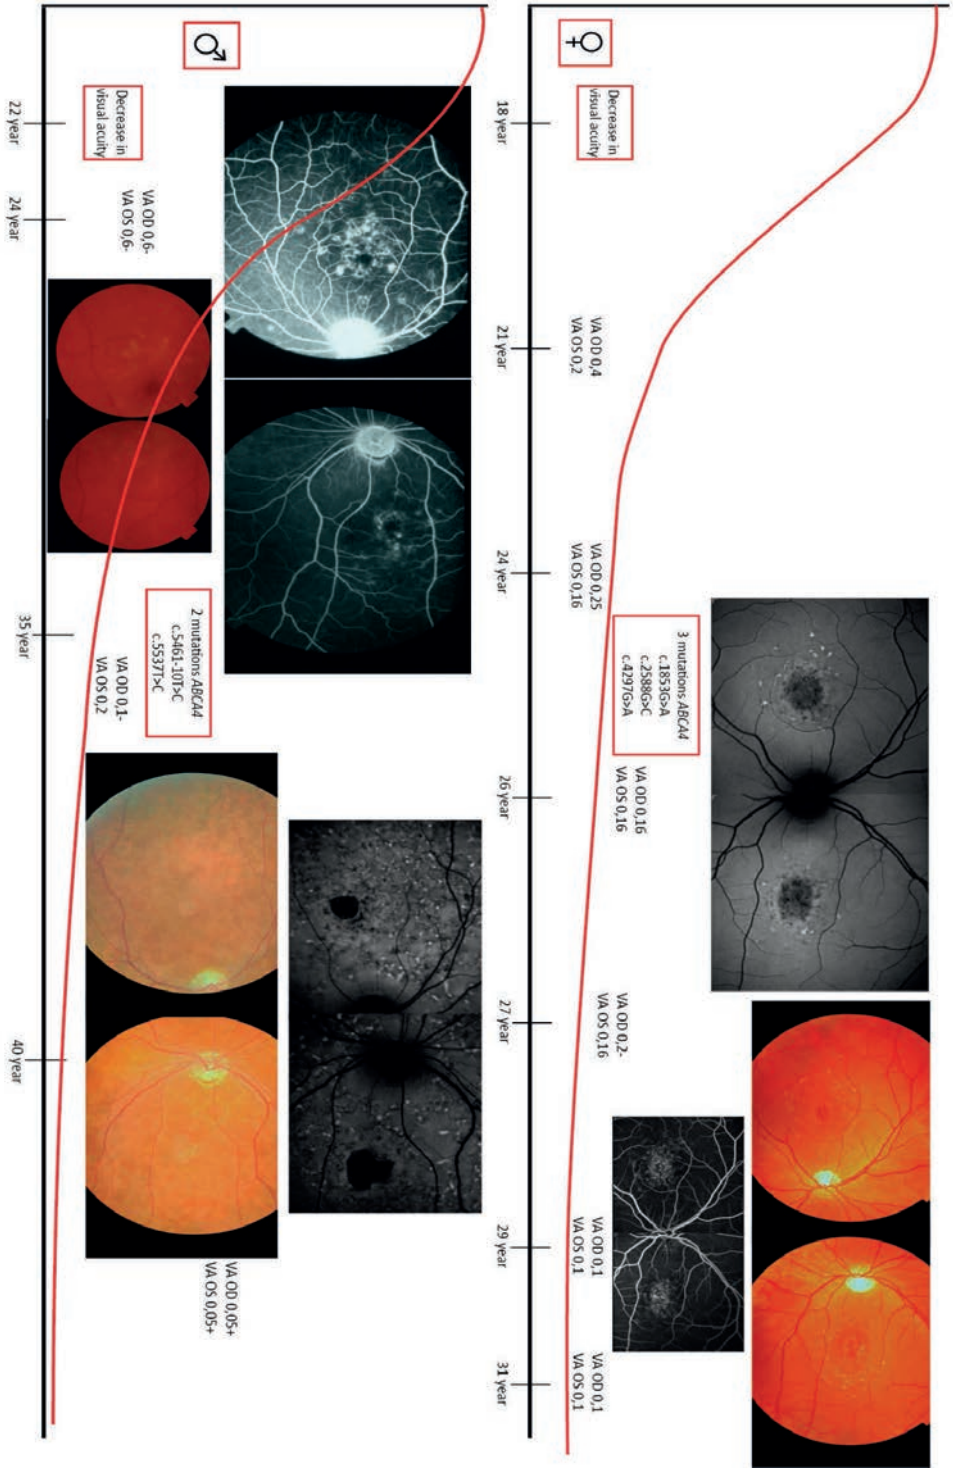 ♀
Decrease in
visual acuity
18 year
VA OD 0,4
VA OS 0,2
21 year
VA OD 0,25
VA OS 0,16
24 year
3 mutations ABCA4
c.1853G>A
c.2588G>C
c.4297G>A
VA OD 0,16
VA OS 0,16
26 year
VA OD 0,2-
VA OS 0,16
27 year
VA OD 0,1
VA OS 0,1
29 year
VA OD 0,1
VA OS 0,1
31 year
♂
Decrease in
visual acuity
22 year
VA OD 0,6-
VA OS 0,6-
24 year
2 mutations ABCA4
c.5461-10T>C
c.5537T>C
35 year
VA OD 0,1-
VA OS 0,2
40 year
VA OD 0,05+
VA OS 0,05+